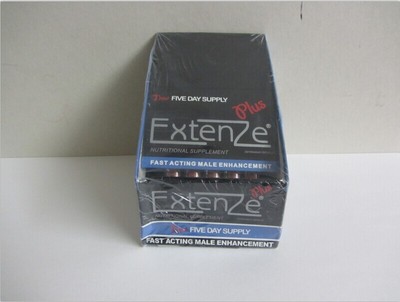 FIVE DAY SUPPLY
Plus
ExtenZe®
NUTRITIONAL SUPPLEMENT
FAST ACTING MALE ENHANCEMENT
Plus
ExtenZe
FIVE DAY SUPPLY
FAST ACTING MALE ENHANCEMENT